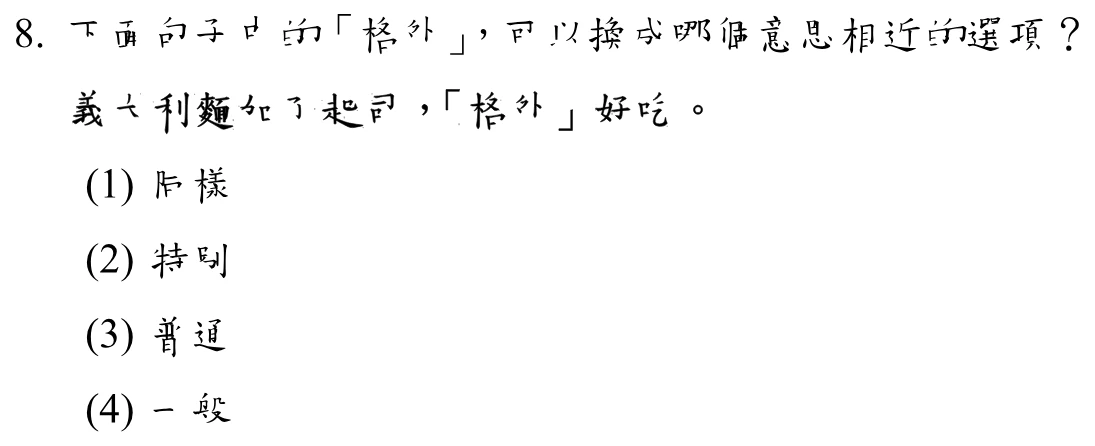 8. 下面句子中的「格外」，可以換成哪個意思相近的選項？
義大利麵加了起司，「格外」好吃。
(1) 同樣
(2) 特別
(3) 普通
(4) 一般